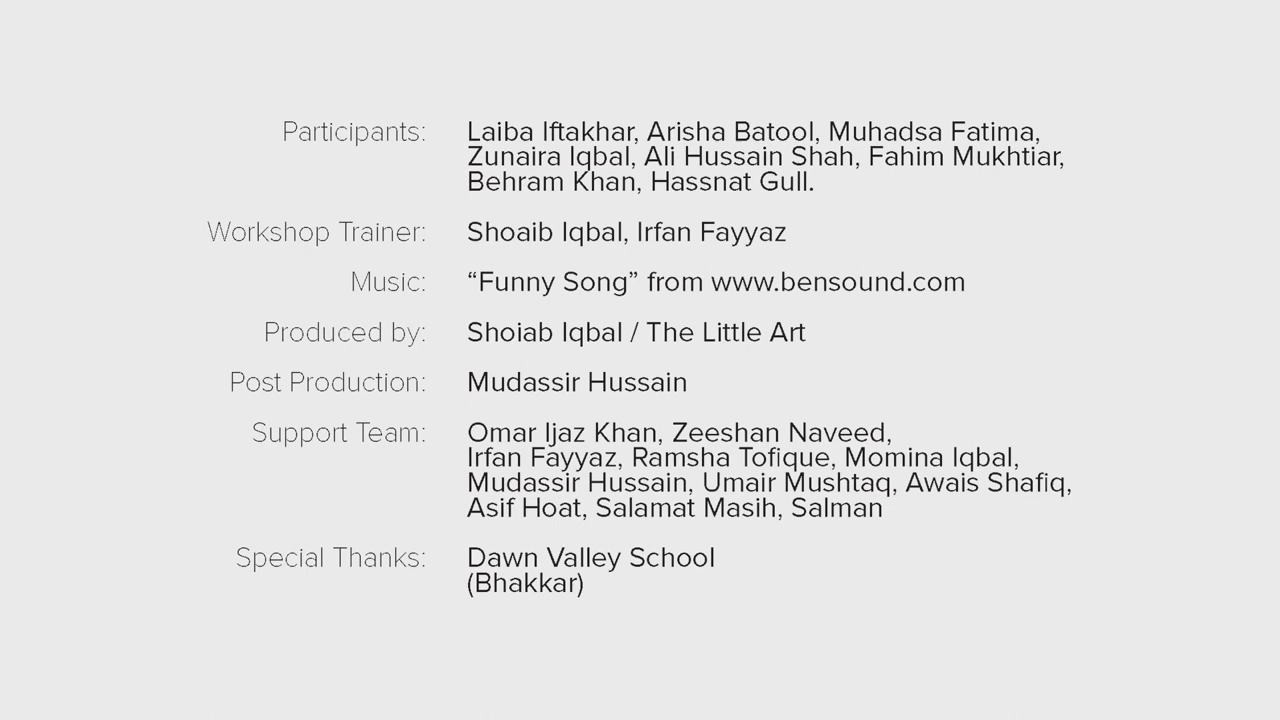 Participants: Laiba Iftakhar, Arisha Batool, Muhadsa Fatima,
Zunaira Iqbal, Ali Hussain Shah, Fahim Mukhtiar,
Behram Khan, Hassnat Gull.
Workshop Trainer: Shoaib Iqbal, Irfan Fayyaz
Music: “Funny Song” from www.bensound.com
Produced by: Shoiab Iqbal / The Little Art
Post Production: Mudassir Hussain
Support Team: Omar Ijaz Khan, Zeeshan Naveed,
Irfan Fayyaz, Ramsha Tofique, Momina Iqbal,
Mudassir Hussain, Umair Mushtaq, Awais Shafiq,
Asif Hoat, Salamat Masih, Salman
Special Thanks: Dawn Valley School
(Bhakkar)